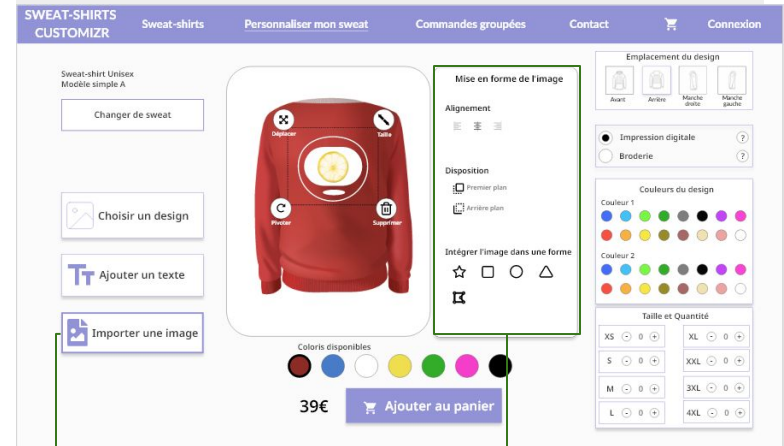 SWEAT-SHIRTS
CUSTOMIZR
Sweat-shirts
Personnaliser mon sweat
Commandes groupées
Contact
Connexion
Sweat-shirt Unisex
Modèle simple A
Changer de sweat
Choisir un design
Ajouter un texte
Importer une image
Déplacer
Taille
Pivoter
Supprimer
Coloris disponibles
39€
Ajouter au panier
Mise en forme de l'image
Alignement
Disposition
Premier plan
Arrière plan
Intégrer l'image dans une forme
Emplacement du design
Avant
Arrière
Manche droite
Manche gauche
Impression digitale ?
Broderie ?
Couleurs du design
Couleur 1
Couleur 2
Taille et Quantité
XS - 0 +
XL - 0 +
S - 0 +
XXL - 0 +
M - 0 +
3XL - 0 +
L - 0 +
4XL - 0 +